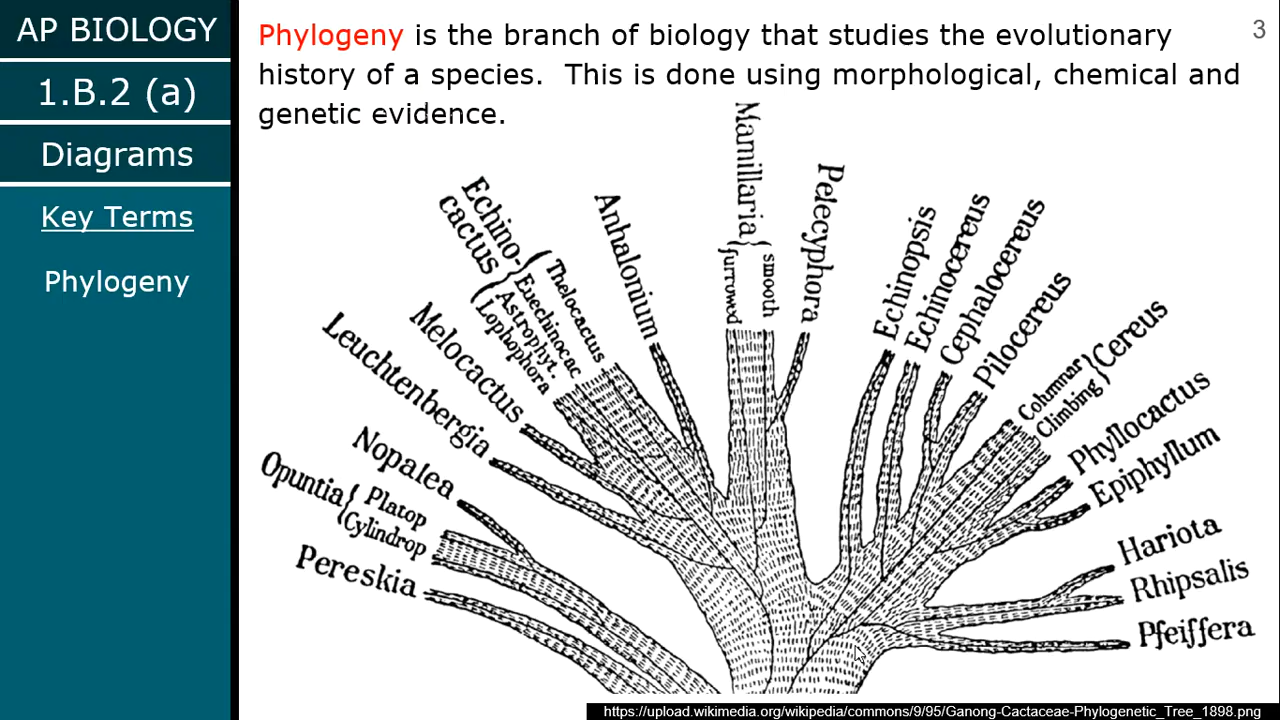 AP BIOLOGY
1.B.2 (a)
Diagrams
Key Terms
Phylogeny
Phylogeny is the branch of biology that studies the evolutionary
history of a species. This is done using morphological, chemical and
genetic evidence.
3
Pereskia
Opuntia
Platop
Cylindrop
Nopalea
Leuchtenbergia
Melocactus
Echino-
cactus
Thelocactus
Euechinocac
Astrophyt.
Lophophora
Anhalonium
Mamillaria
furrowed
smooth
Pelecyphora
Echinopsis
Echinocereus
Cephalocereus
Pilocereus
Cereus
Columnar
Climbing
Phyllocactus
Epiphyllum
Hariota
Rhipsalis
Pfeiffera
https://upload.wikimedia.org/wikipedia/commons/9/95/Ganong-Cactaceae-Phylogenetic_Tree_1898.png